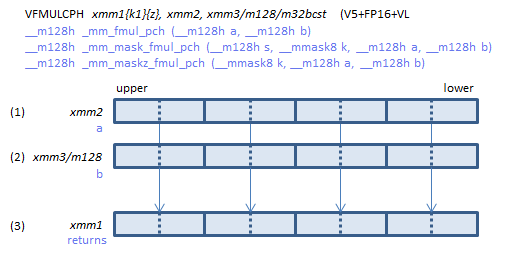 VFMULCPH xmm1{k1}{z}, xmm2, xmm3/m128/m32bcst (V5+FP16+VL
__m128h _mm_fmul_pch (__m128h a, __m128h b)
__m128h _mm_mask_fmul_pch (__m128h s, __mmask8 k, __m128h a, __m128h b)
__m128h _mm_maskz_fmul_pch (__mmask8 k, __m128h a, __m128h b)
upper lower
(1) xmm2
a
(2) xmm3/m128
b
(3) xmm1
returns